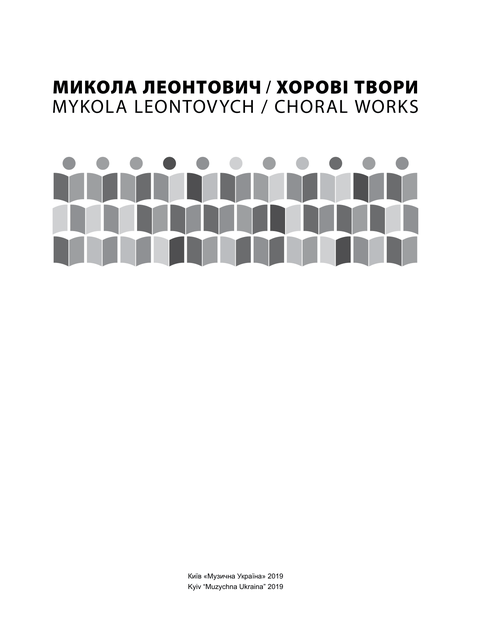 МИКОЛА ЛЕОНТОВИЧ / ХОРОВІ ТВОРИ
MYKOLA LEONTOVYCH / CHORAL WORKS
Київ «Музична Україна» 2019
Kyiv "Muzychna Ukraina" 2019